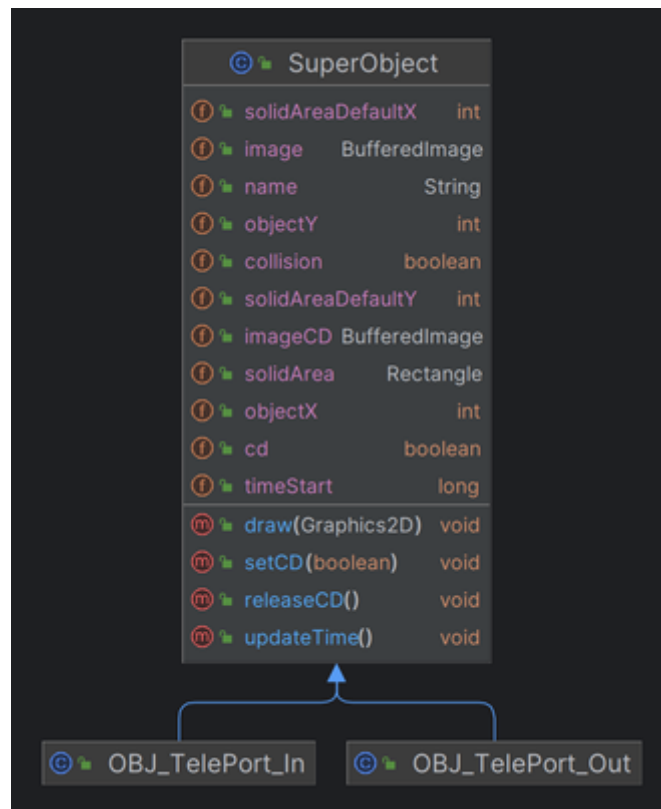 SuperObject
solidAreaDefaultX int
image BufferedImage
name String
objectY int
collision boolean
solidAreaDefaultY int
imageCD BufferedImage
solidArea Rectangle
objectX int
cd boolean
timeStart long
draw(Graphics2D) void
setCD(boolean) void
releaseCD() void
updateTime() void
OBJ_TelePort_In OBJ_TelePort_Out